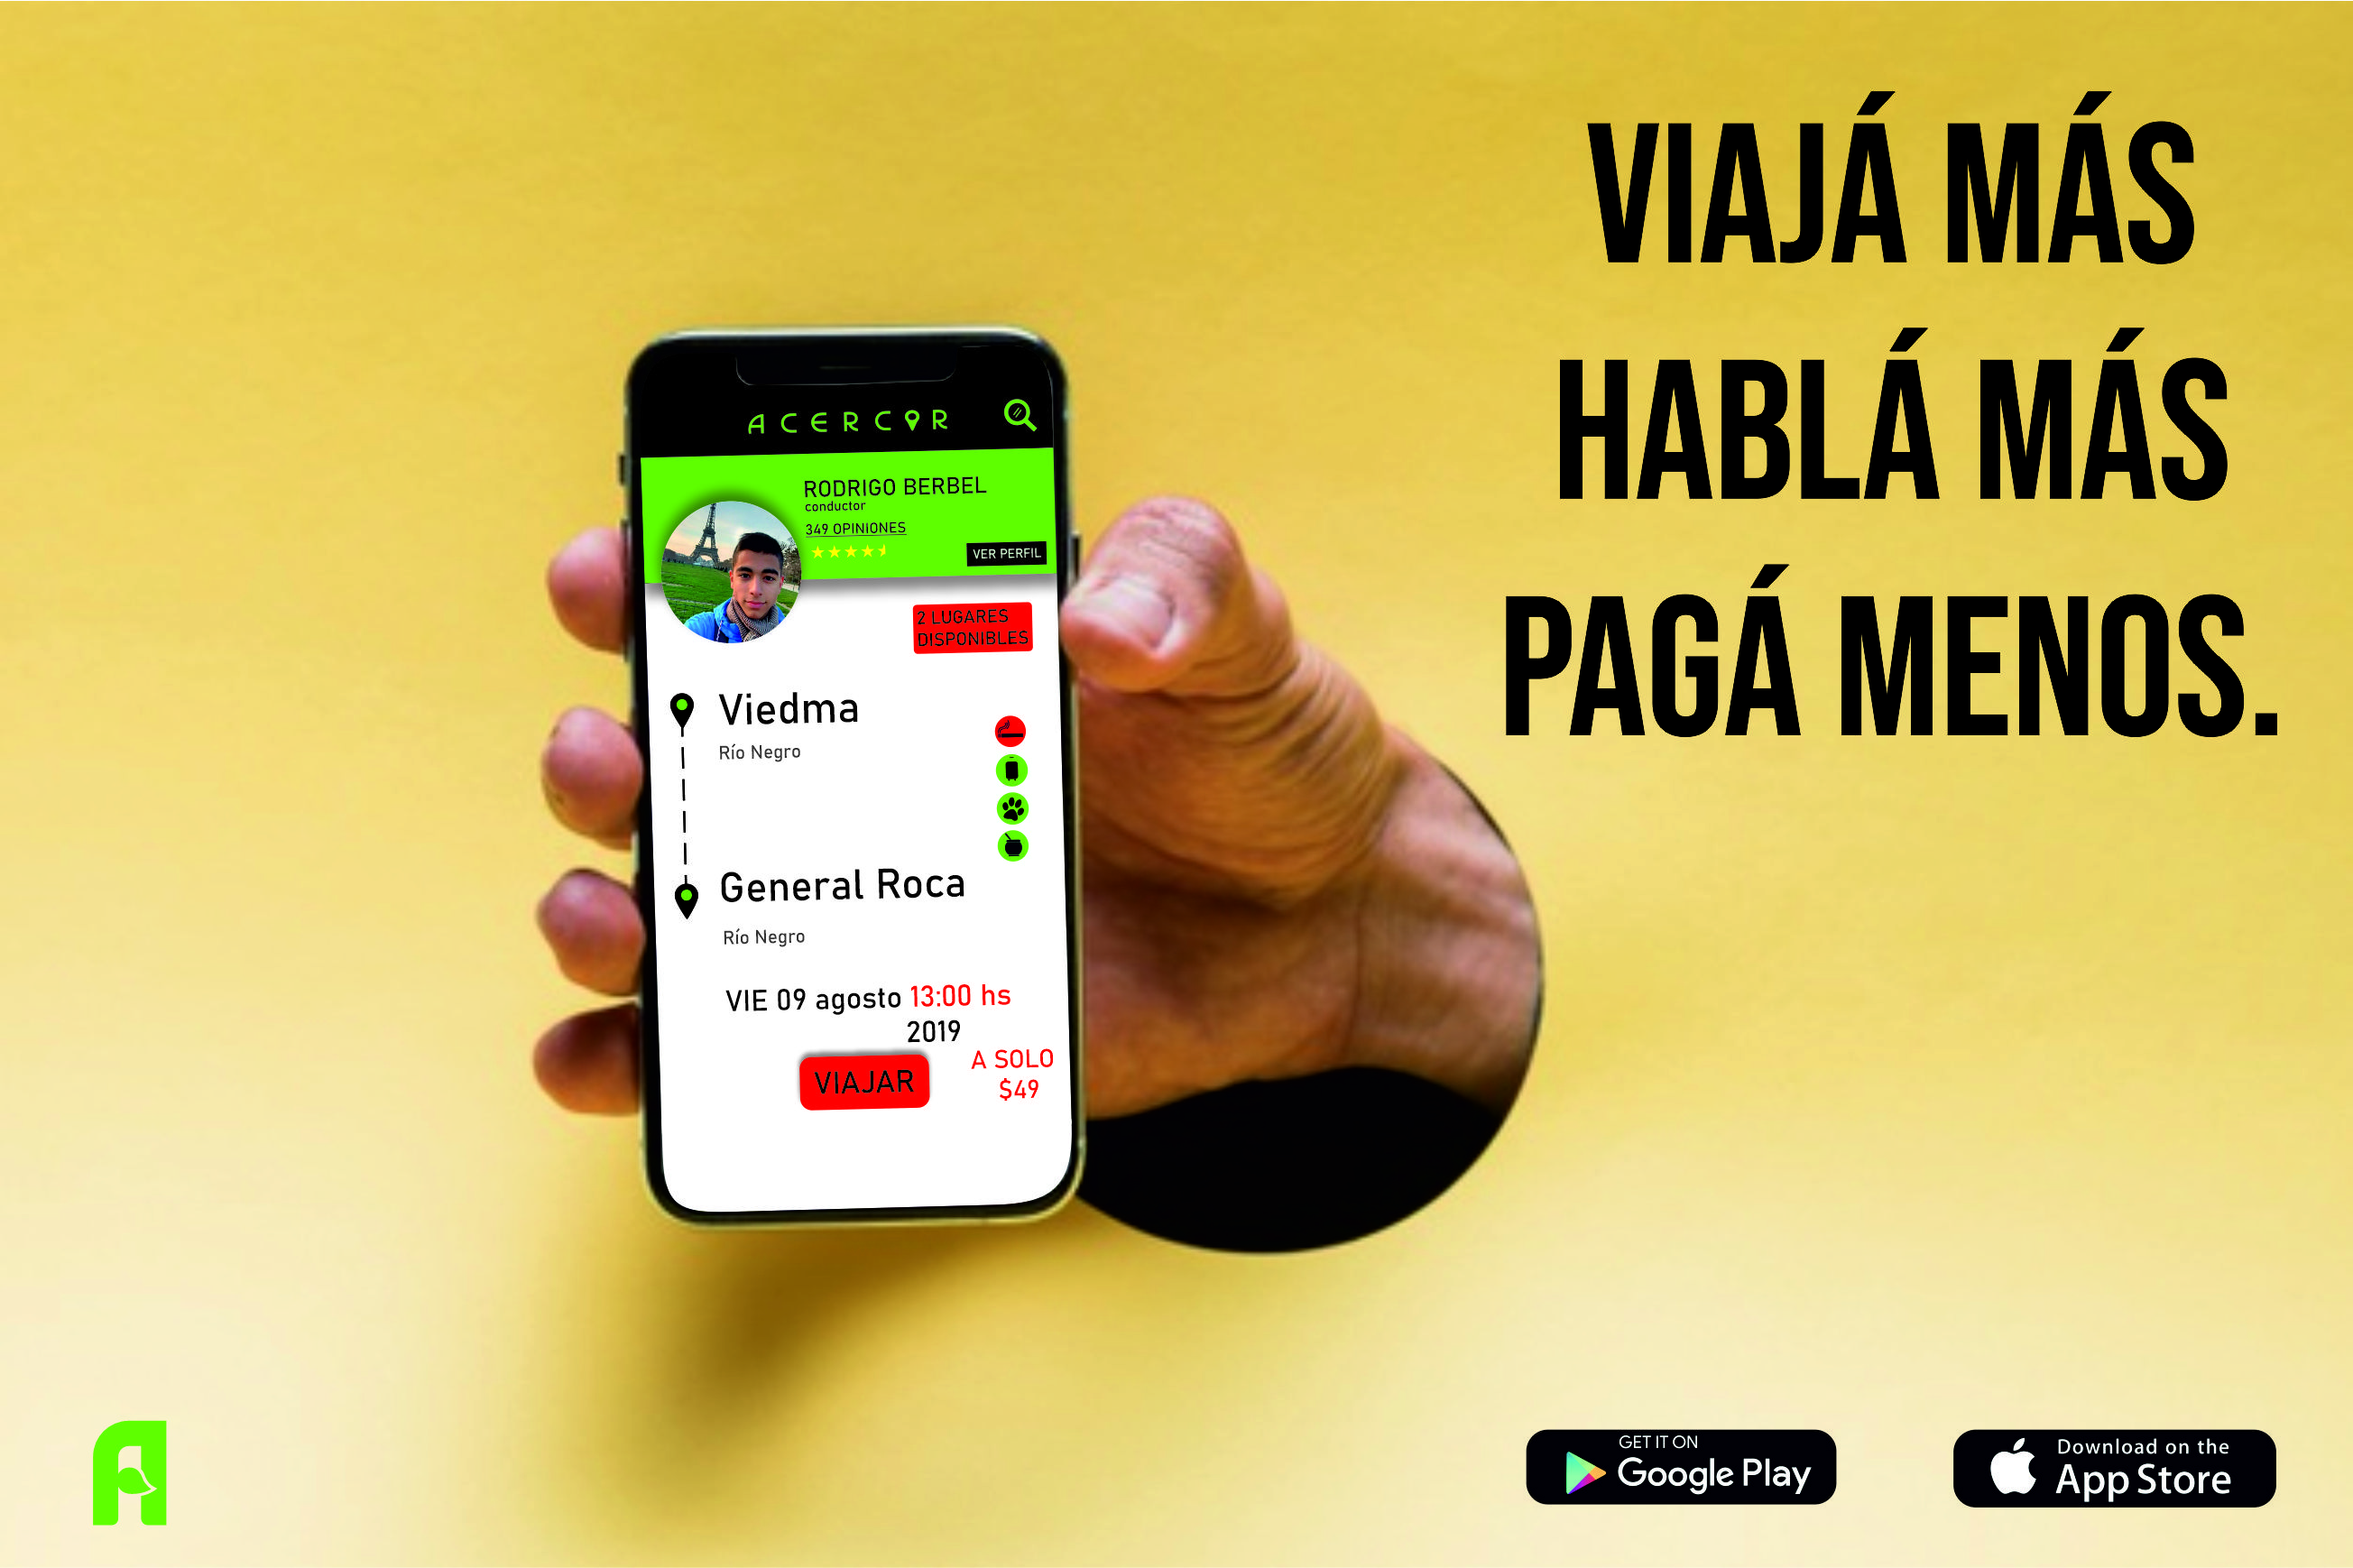 VIAJÁ MÁS
HABLÁ MÁS
PAGÁ MENOS.
ACERCAR
RODRIGO BERBEL
conductor
349 OPINIONES
VER PERFIL
2 LUGARES
DISPONIBLES
Viedma
Río Negro
General Roca
Río Negro
VIE 09 agosto 13:00 hs
2019
VIAJAR
A SOLO
$49
A
GET IT ON
Google Play
Download on the
App Store